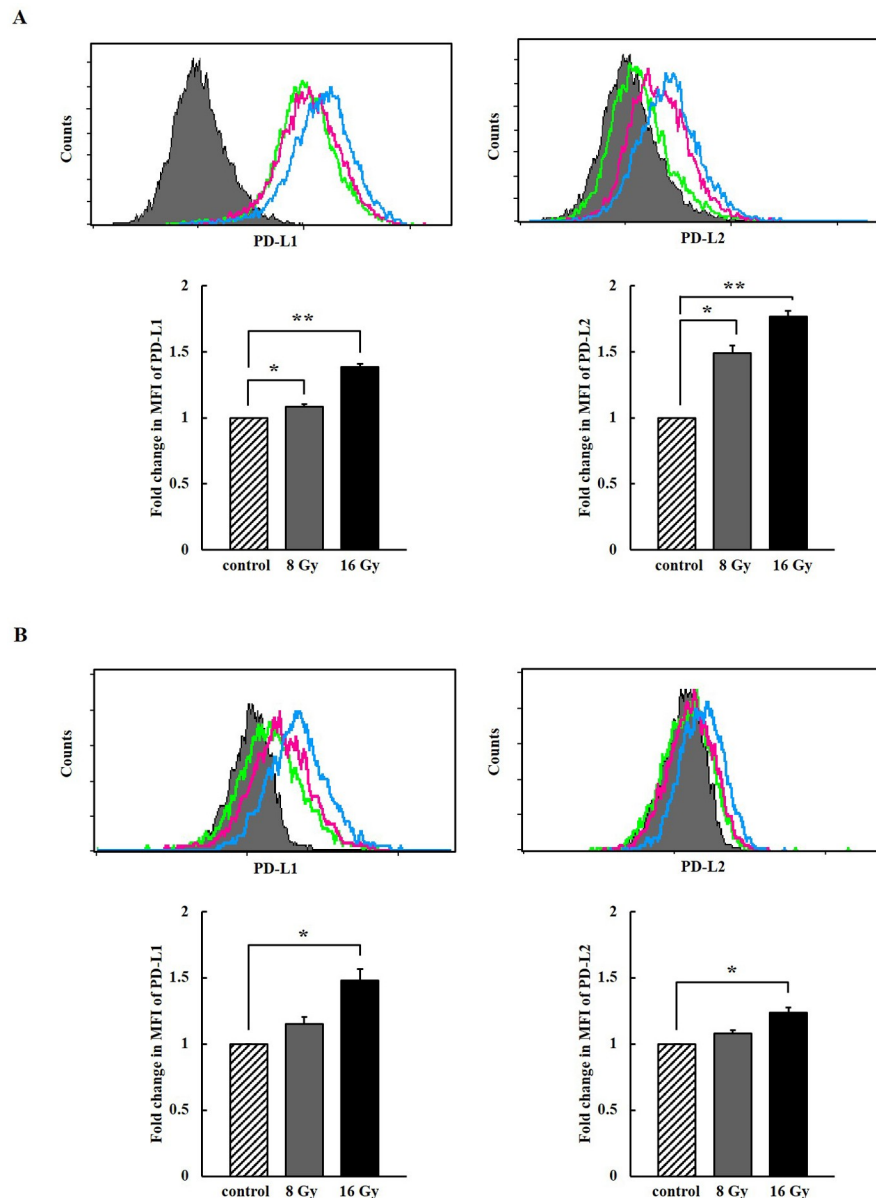 A
Counts
PD-L1
Counts
PD-L2
Fold change in MFI of PD-L1
2
1.5
1
0.5
0
*
**
control 8 Gy 16 Gy
Fold change in MFI of PD-L2
2
1.5
1
0.5
0
**
*
control 8 Gy 16 Gy
B
Counts
PD-L1
Counts
PD-L2
Fold change in MFI of PD-L1
2
1.5
1
0.5
0
*
control 8 Gy 16 Gy
Fold change in MFI of PD-L2
2
1.5
1
0.5
0
*
control 8 Gy 16 Gy